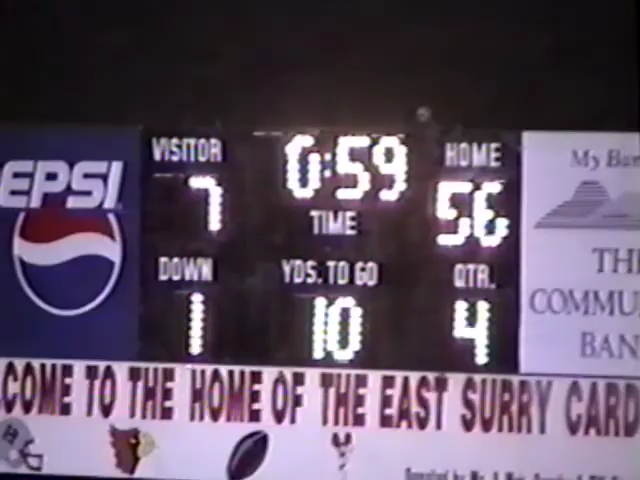 EPSI
VISITOR 0:59 HOME
7 TIME 56
DOWN YDS. TO GO QTR.
1 10 4
My Ban
THE
COMMU
BAN
LCOME TO THE HOME OF THE EAST SURRY CARD